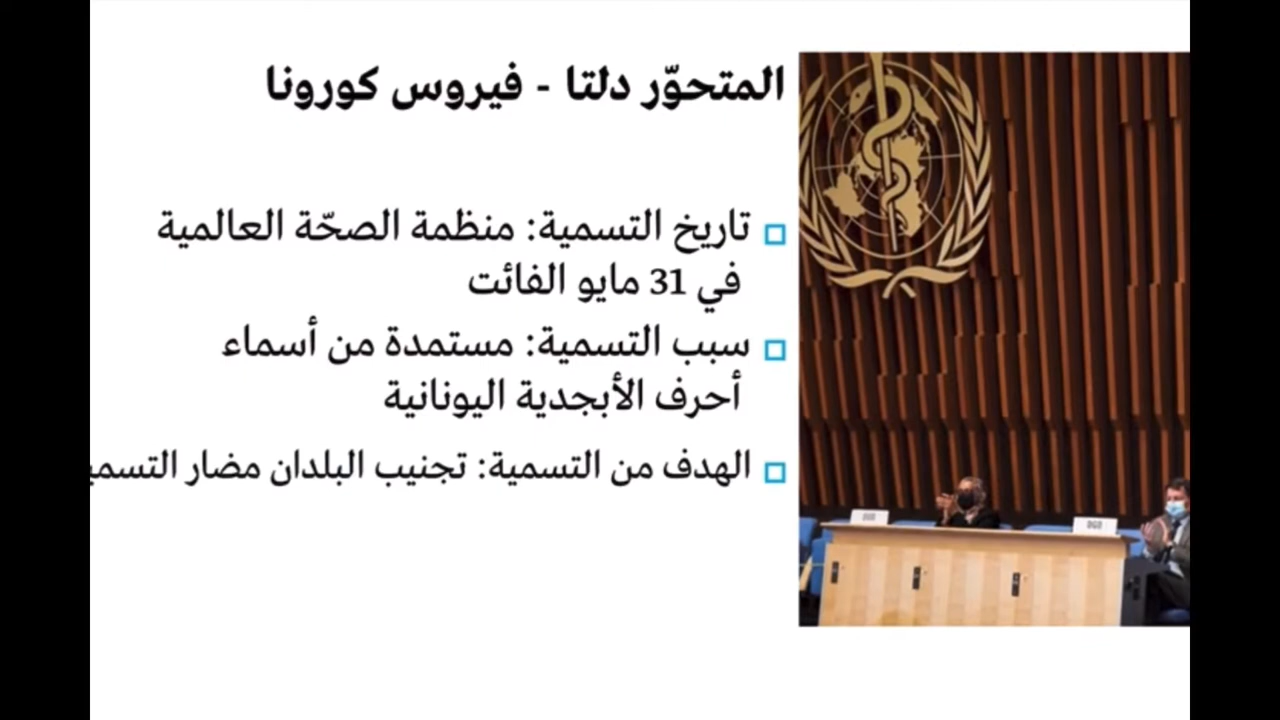 المتحوّر دلتا - فيروس كورونا
تاريخ التسمية: منظمة الصحّة العالمية
في 31 مايو الفائت
سبب التسمية: مستمدة من أسماء
أحرف الأبجدية اليونانية
الهدف من التسمية: تجنيب البلدان مضار